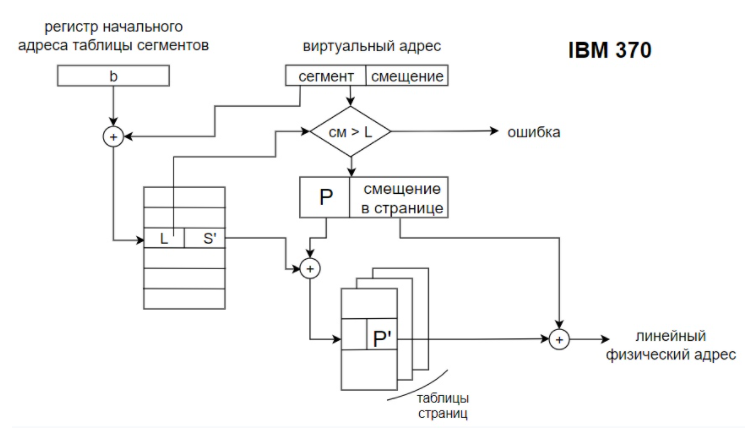 регистр начального
адреса таблицы сегментов
виртуальный адрес
IBM 370
b
сегмент
смещение
+
см > L
ошибка
P
смещение
в странице
L
S'
+
P'
+
линейный
физический адрес
таблицы
страниц